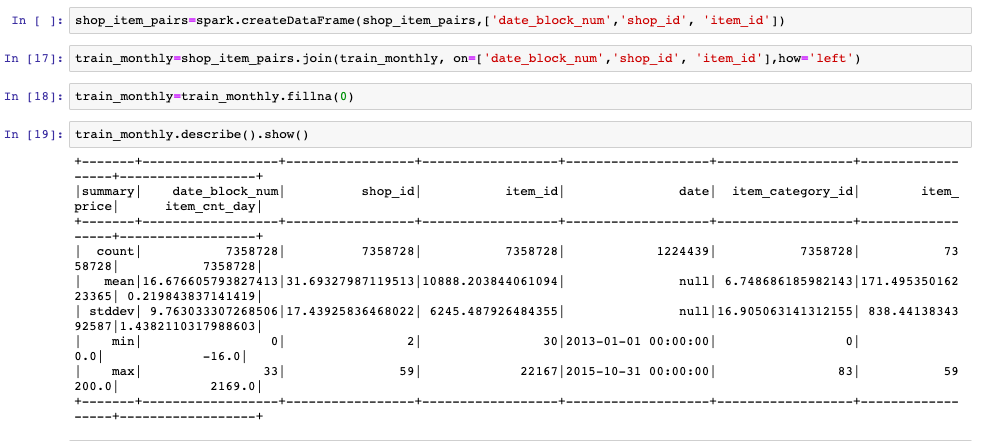 In [ ]: shop_item_pairs=spark.createDataFrame(shop_item_pairs,['date_block_num','shop_id', 'item_id'])
In [17]: train_monthly=shop_item_pairs.join(train_monthly, on=['date_block_num','shop_id', 'item_id'],how='left')
In [18]: train_monthly=train_monthly.fillna(0)
In [19]: train_monthly.describe().show()
+-------+------------------+-----------------+------------------+-------------------+------------------+-------------
-----+------------------+
|summary|    date_block_num|          shop_id|           item_id|               date|  item_category_id|        item_
price|      item_cnt_day|
+-------+------------------+-----------------+------------------+-------------------+------------------+-------------
-----+------------------+
|  count|           7358728|          7358728|           7358728|            1224439|           7358728|           73
58728|           7358728|
|   mean|16.676605793827413|31.69327987119513|10888.203844061094|               null| 6.748686185982143|171.495350162
23365| 0.219843837141419|
| stddev| 9.763033307268506|17.43925836468022| 6245.487926484355|               null|16.905063141312155| 838.44138343
92587|1.4382110317988603|
|    min|                 0|                2|                30|2013-01-01 00:00:00|                 0|
0.0|             -16.0|
|    max|                33|               59|             22167|2015-10-31 00:00:00|                83|           59
200.0|            2169.0|
+-------+------------------+-----------------+------------------+-------------------+------------------+-------------
-----+------------------+